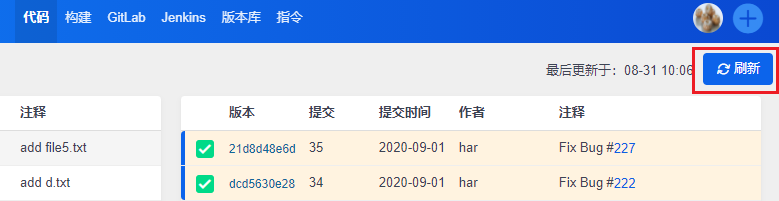 代码 构建 GitLab Jenkins 版本库 指令
最后更新于：08-31 10:06 刷新
注释 版本 提交 提交时间 作者 注释
add file5.txt 21d8d48e6d 35 2020-09-01 har Fix Bug #227
add d.txt dcd5630e28 34 2020-09-01 har Fix Bug #222